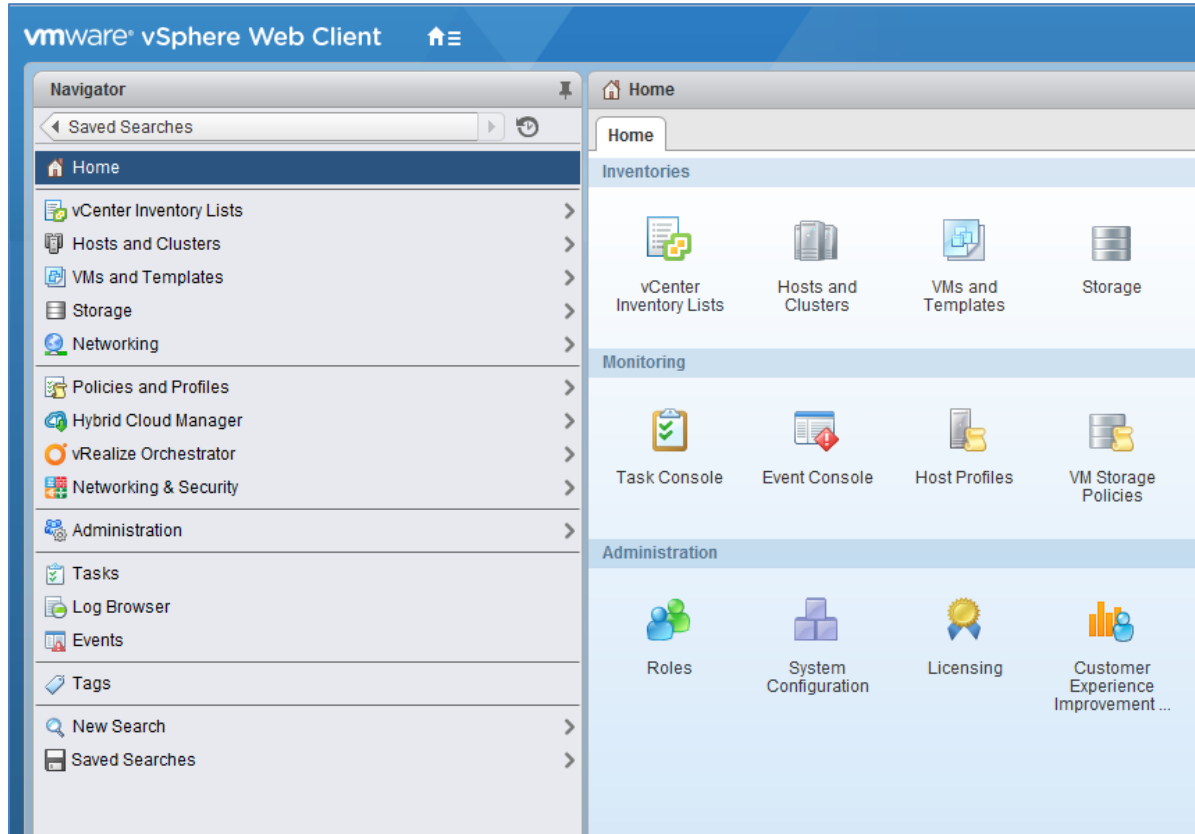 vmware® vSphere Web Client
Navigator
Saved Searches
Home
vCenter Inventory Lists
Hosts and Clusters
VMs and Templates
Storage
Networking
Policies and Profiles
Hybrid Cloud Manager
vRealize Orchestrator
Networking & Security
Administration
Tasks
Log Browser
Events
Tags
New Search
Saved Searches
Home
Home
Inventories
vCenter
Inventory Lists
Hosts and
Clusters
VMs and
Templates
Storage
Monitoring
Task Console
Event Console
Host Profiles
VM Storage
Policies
Administration
Roles
System
Configuration
Licensing
Customer
Experience
Improvement ...